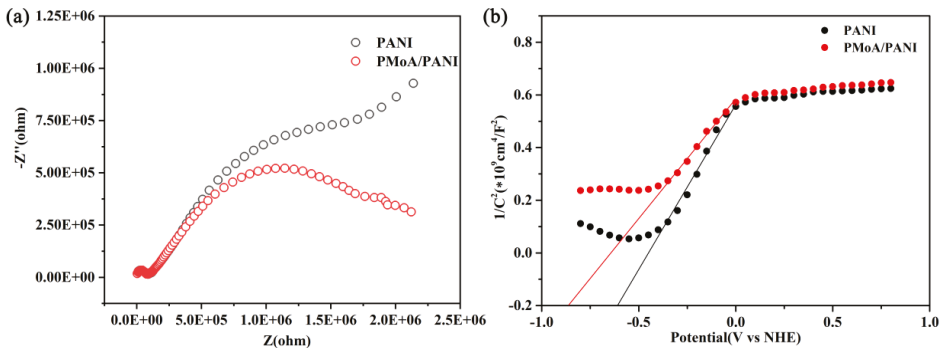 (a)
1.25E+06
1.00E+06
7.50E+05
5.00E+05
2.50E+05
0.00E+00
-Z''(ohm)
PANI
PMoA/PANI
0.0E+00 5.0E+05 1.0E+06 1.5E+06 2.0E+06 2.5E+06
Z(ohm)
(b)
0.8
0.6
0.4
0.2
0.0
-0.2
1/C²(*10⁹cm⁴/F²)
PANI
PMoA/PANI
-1.0 -0.5 0.0 0.5 1.0
Potential(V vs NHE)